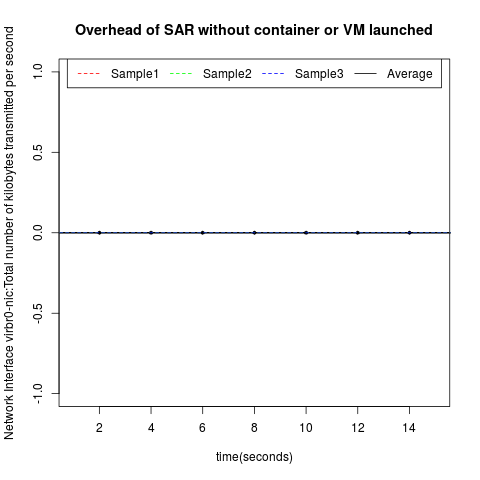 Overhead of SAR without container or VM launched
Sample1 Sample2 Sample3 Average
Network Interface virbr0-nic:Total number of kilobytes transmitted per second
1.0
0.5
0.0
-0.5
-1.0
2 4 6 8 10 12 14
time(seconds)